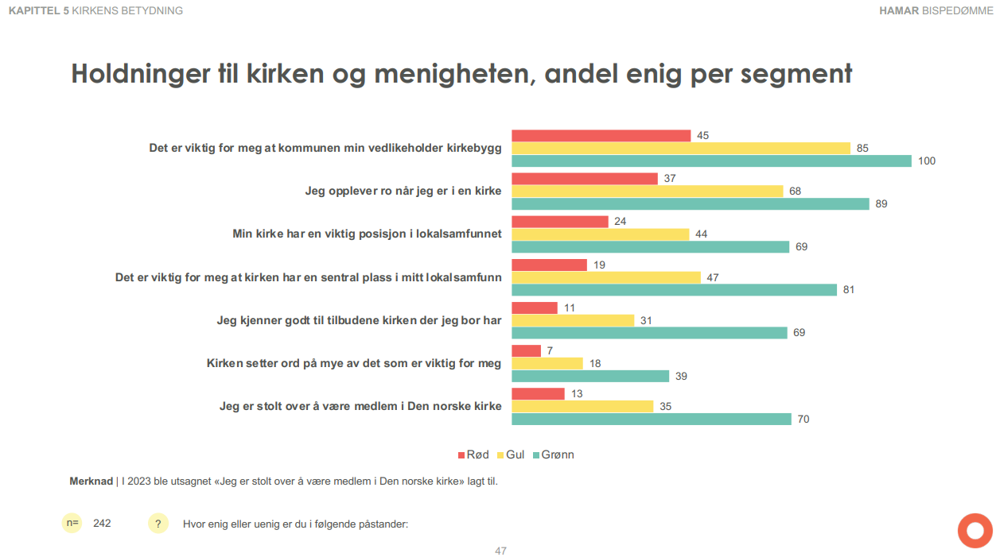 KAPITTEL 5 KIRKENS BETYDNING
HAMAR BISPEDØMME
Holdninger til kirken og menigheten, andel enig per segment
Det er viktig for meg at kommunen min vedlikeholder kirkebygg
45
85
100
Jeg opplever ro når jeg er i en kirke
37
68
89
Min kirke har en viktig posisjon i lokalsamfunnet
24
44
69
Det er viktig for meg at kirken har en sentral plass i mitt lokalsamfunn
19
47
81
Jeg kjenner godt til tilbudene kirken der jeg bor har
11
31
69
Kirken setter ord på mye av det som er viktig for meg
7
18
39
Jeg er stolt over å være medlem i Den norske kirke
13
35
70
Rød Gul Grønn
Merknad | I 2023 ble utsagnet «Jeg er stolt over å være medlem i Den norske kirke» lagt til.
n= 242 ? Hvor enig eller uenig er du i følgende påstander:
47